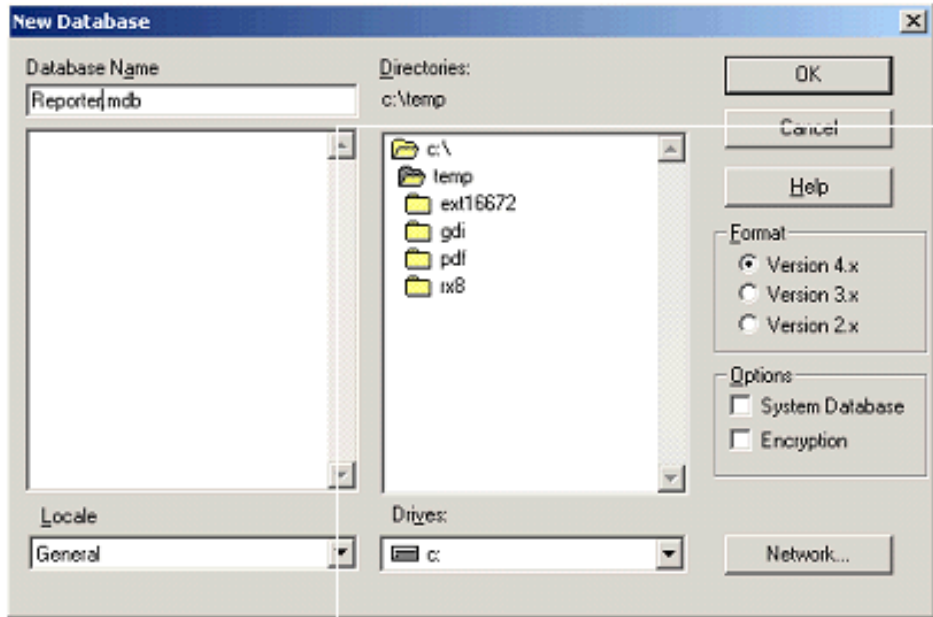 New Database
Database Name
Reporter.mdb
Directories:
c:\temp
c:\
temp
ext16672
gdi
pdf
rx8
OK
Cancel
Help
Format
Version 4.x
Version 3.x
Version 2.x
Options
System Database
Encryption
Locale
General
Drives:
c:
Network...